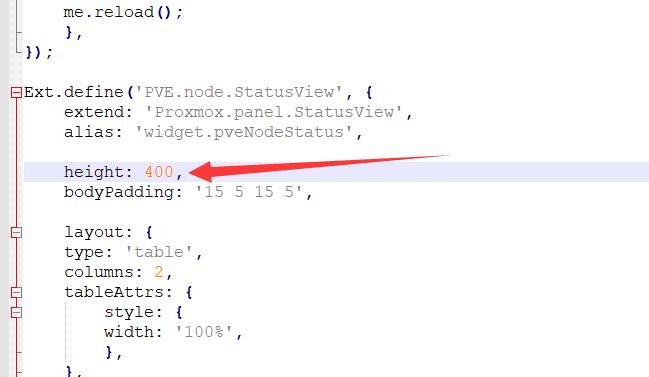 me.reload();
},
});
Ext.define('PVE.node.StatusView', {
extend: 'Proxmox.panel.StatusView',
alias: 'widget.pveNodeStatus',
height: 400,
bodyPadding: '15 5 15 5',
layout: {
type: 'table',
columns: 2,
tableAttrs: {
style: {
width: '100%',
},
},